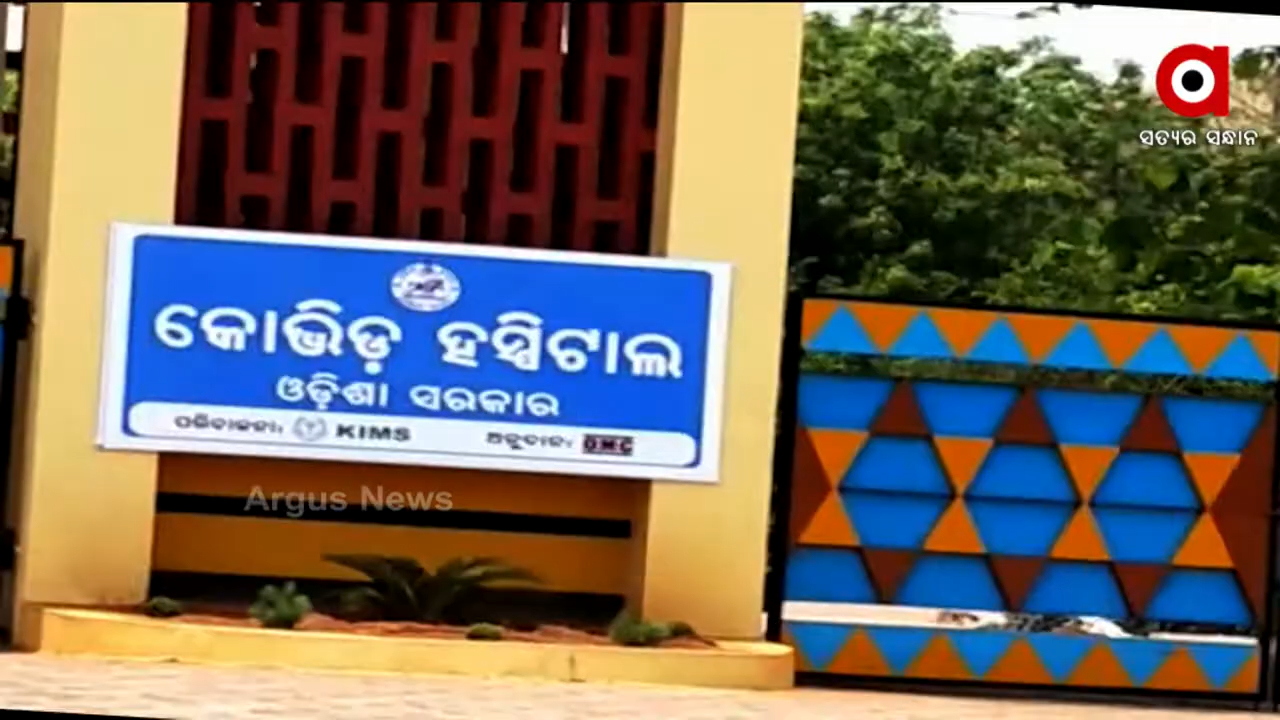 ସତ୍ୟର ସନ୍ଧାନ
କୋଭିଡ଼ ହସ୍ପିଟାଲ
ଓଡ଼ିଶା ସରକାର
ପରିଚାଳନା: KIMS ଅନୁଦାନ: OMC
Argus News